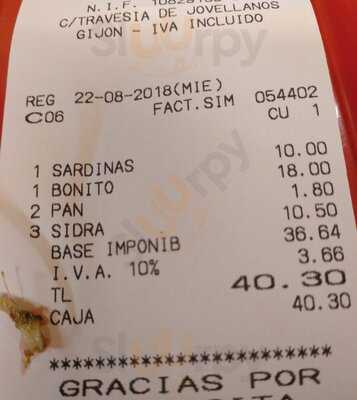 N.I.F.
C/TRAVESIA DE JOVELLANOS
GIJON - IVA INCLUIDO
REG 22-08-2018(MIE)
C06 FACT.SIM 054402
CU 1
1 SARDINAS 10.00
1 BONITO 18.00
2 PAN 1.80
3 SIDRA 10.50
BASE IMPONIB 36.64
I.V.A. 10% 3.66
TL 40.30
CAJA 40.30
************************
GRACIAS POR
Sluurpy